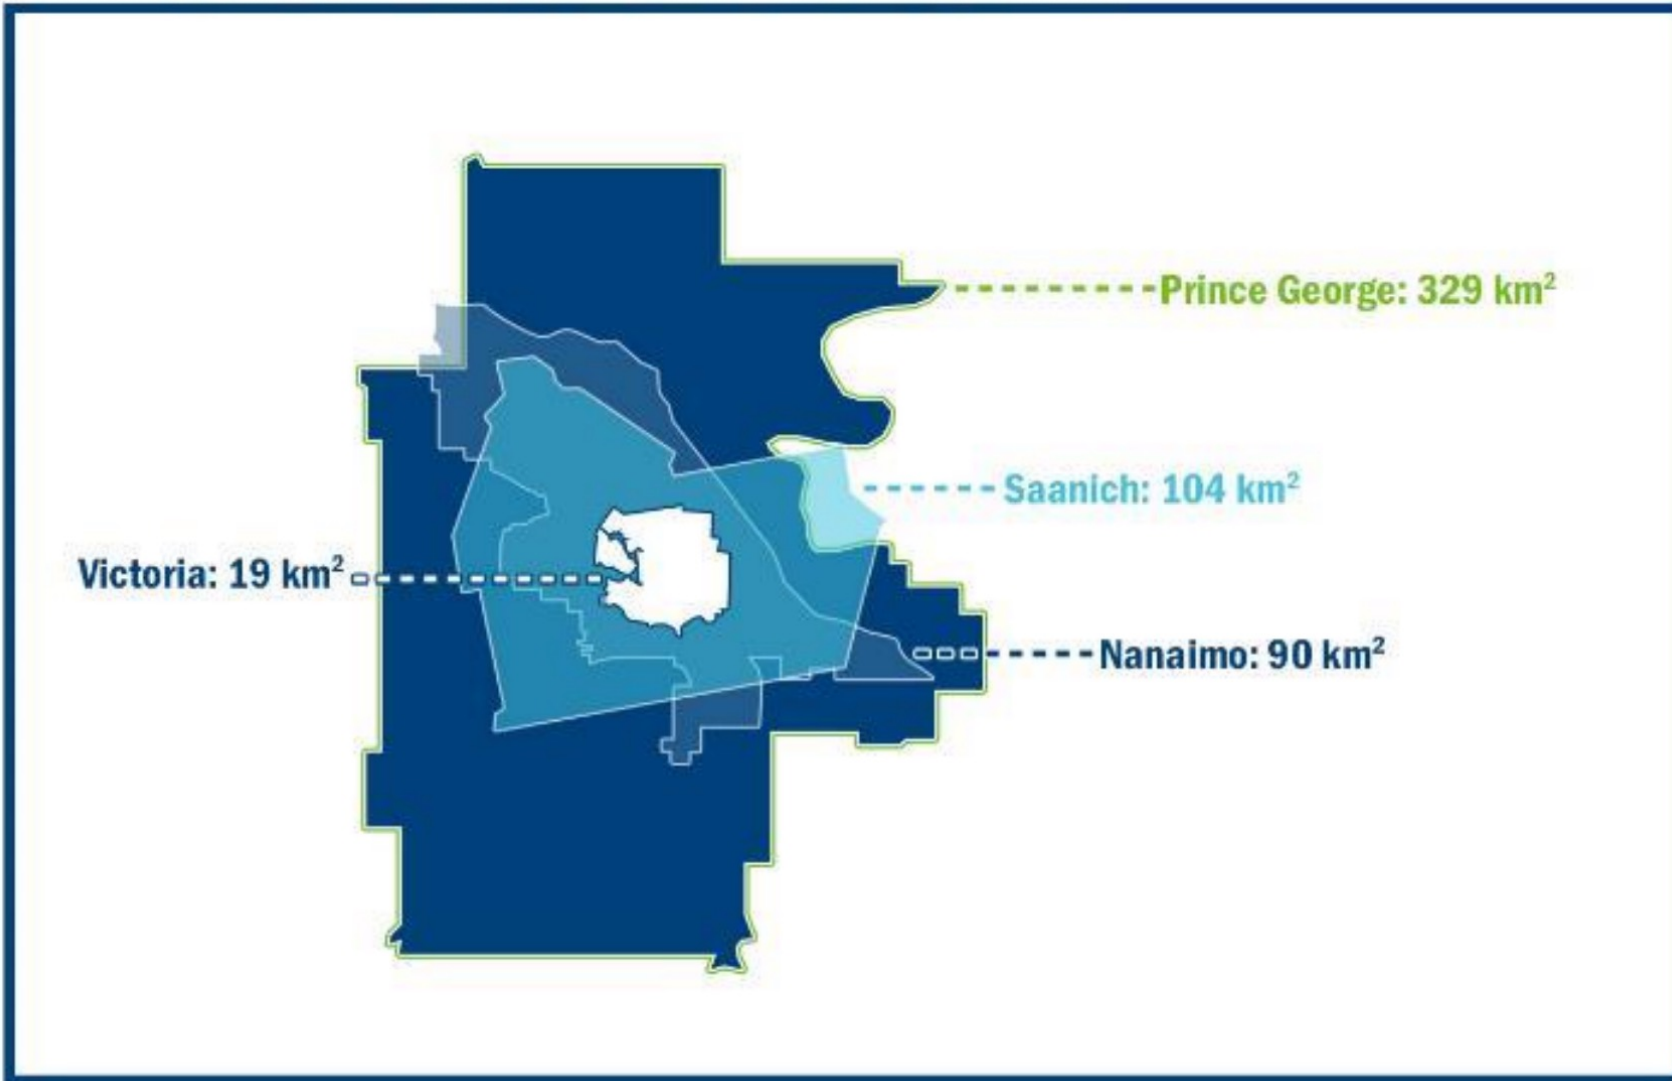 Prince George: 329 km²
Saanich: 104 km²
Victoria: 19 km²
Nanaimo: 90 km²